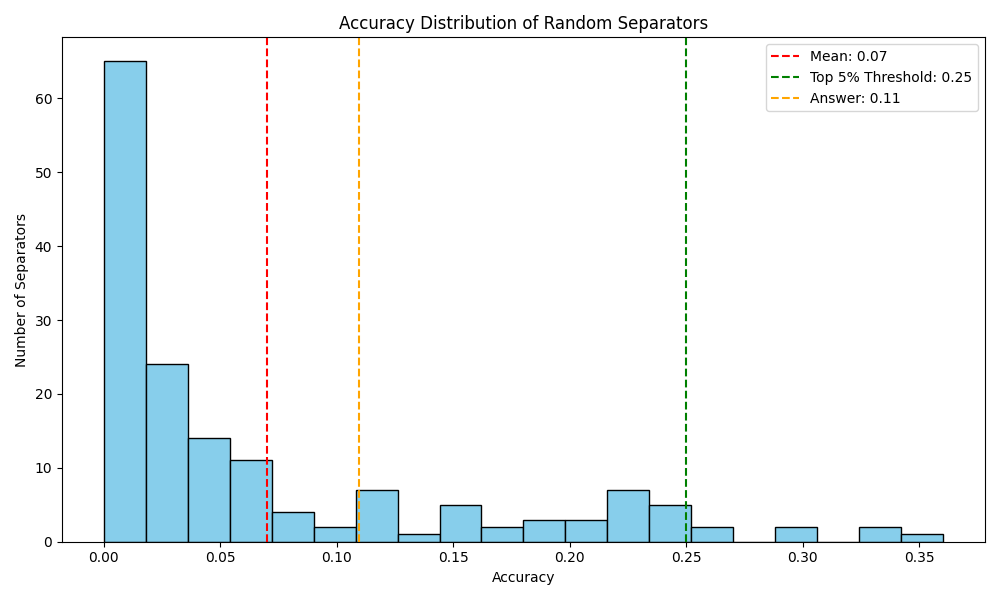 Accuracy Distribution of Random Separators
Mean: 0.07
Top 5% Threshold: 0.25
Answer: 0.11
Number of Separators
60
50
40
30
20
10
0
0.00 0.05 0.10 0.15 0.20 0.25 0.30 0.35
Accuracy